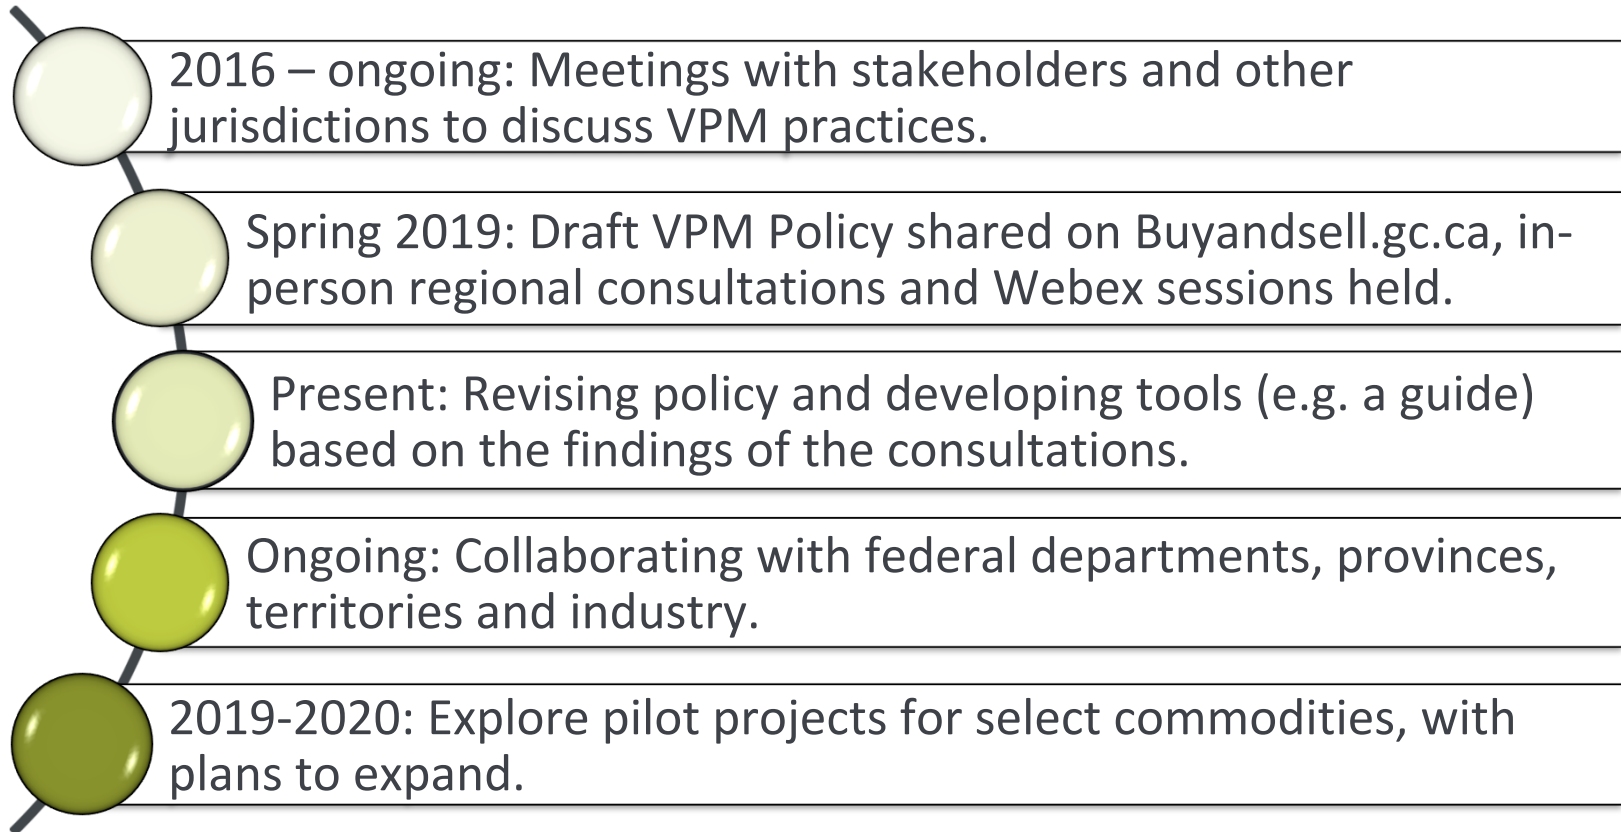 2016 – ongoing: Meetings with stakeholders and other
jurisdictions to discuss VPM practices.
Spring 2019: Draft VPM Policy shared on Buyandsell.gc.ca, in-
person regional consultations and Webex sessions held.
Present: Revising policy and developing tools (e.g. a guide)
based on the findings of the consultations.
Ongoing: Collaborating with federal departments, provinces,
territories and industry.
2019-2020: Explore pilot projects for select commodities, with
plans to expand.